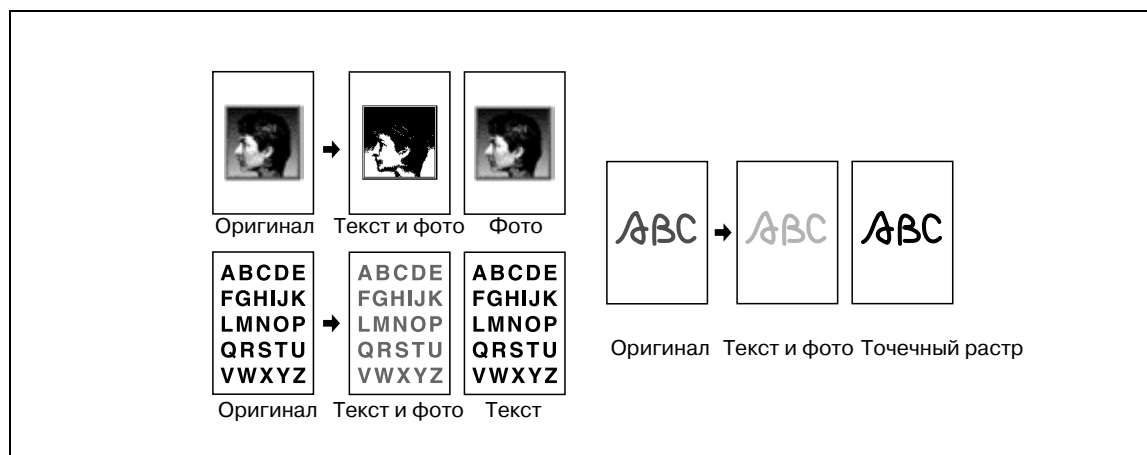 Оригинал Текст и фото Фото
ABCDE ABCDE ABCDE
FGHIJK FGHIJK FGHIJK
LMNOP LMNOP LMNOP
QRSTU QRSTU QRSTU
VWXYZ VWXYZ VWXYZ
Оригинал Текст и фото Текст
ABC ABC ABC
Оригинал Текст и фото Точечный растр